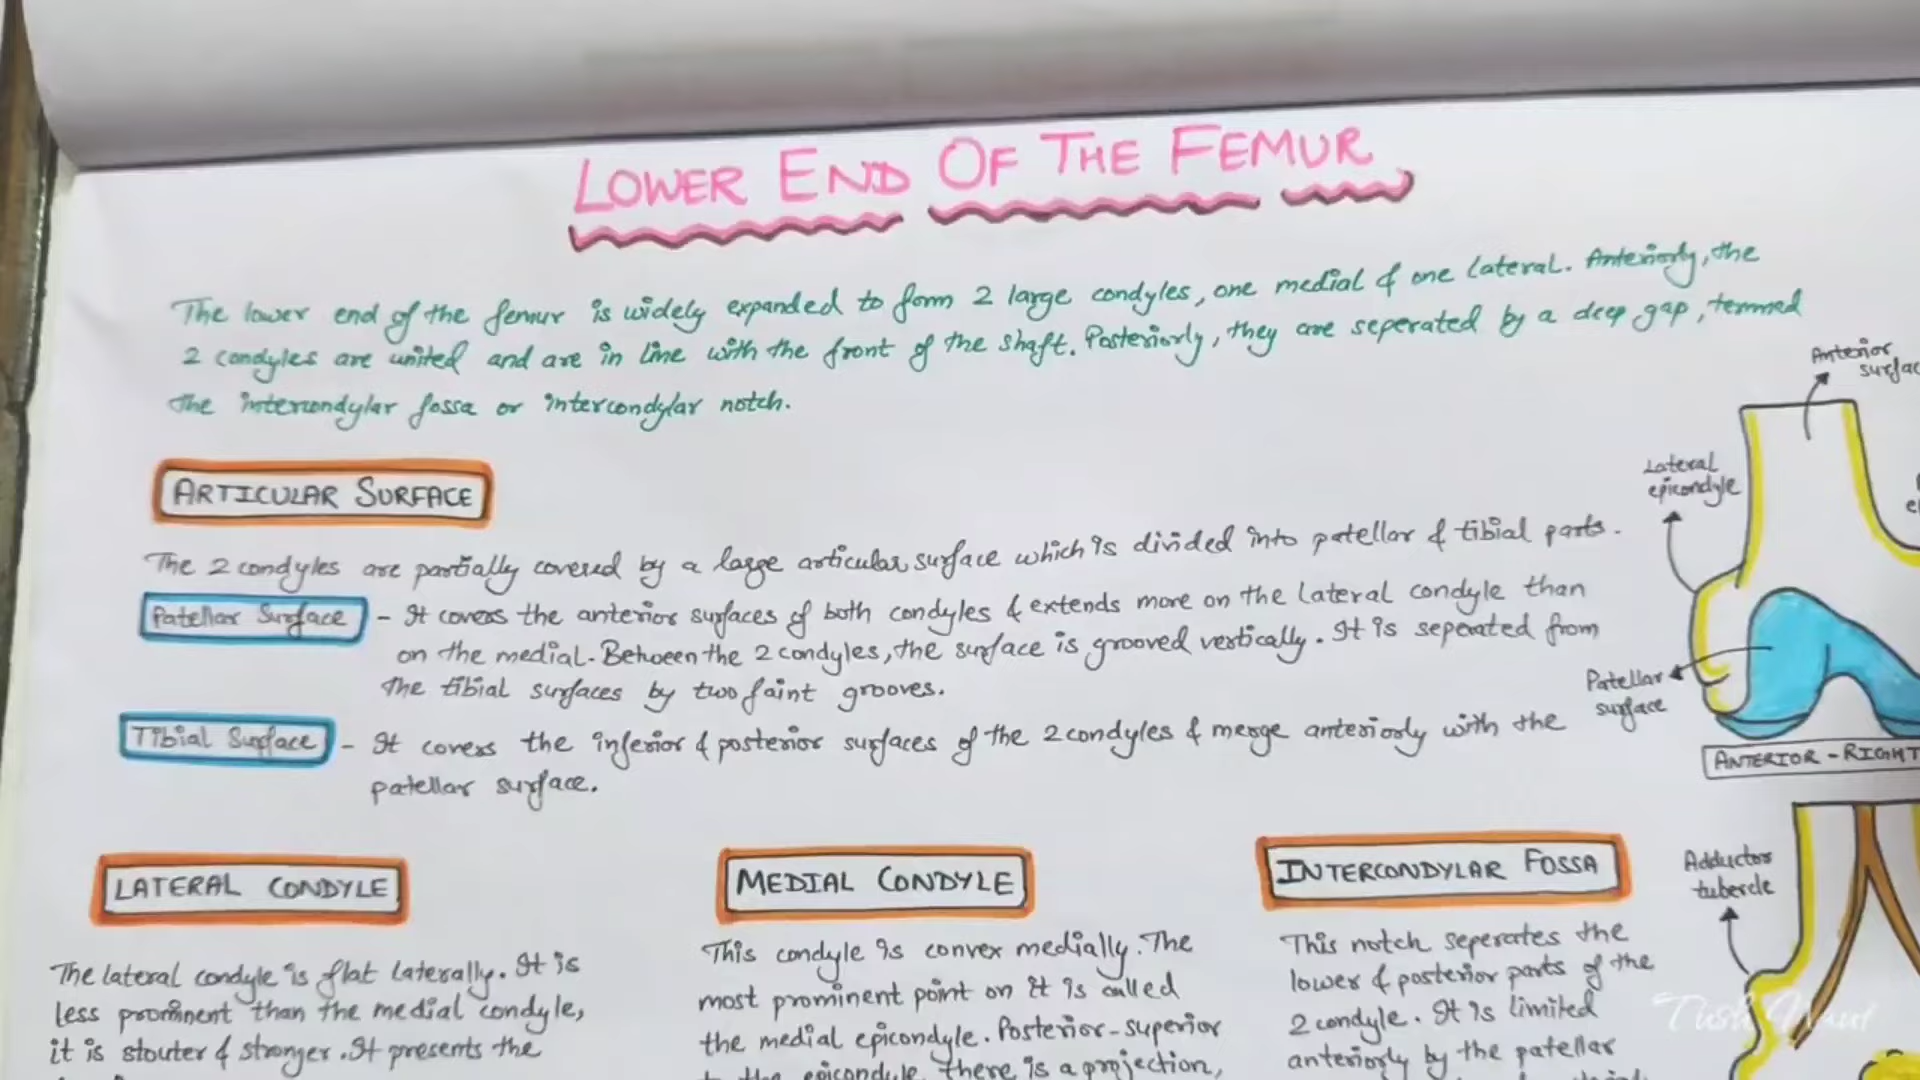 LOWER END OF THE FEMUR
The lower end of the femur is widely expanded to form 2 large condyles, one medial & one lateral. Anteriorly, the
2 condyles are united and are in line with the front of the shaft. Posteriorly, they are seperated by a deep gap, termed
the intercondylar fossa or intercondylar notch.
ARTICULAR SURFACE
The 2 condyles are partially covered by a large articular surface which is divided into patellar & tibial parts.
Patellar Surface - It covers the anterior surfaces of both condyles & extends more on the lateral condyle than
on the medial. Between the 2 condyles, the surface is grooved vertically. It is seperated from
the tibial surfaces by two faint grooves.
Tibial Surface - It covers the inferior & posterior surfaces of the 2 condyles & merge anteriorly with the
patellar surface.
LATERAL CONDYLE
The lateral condyle is flat laterally. It is
less prominent than the medial condyle,
it is stouter & stronger. It presents the
MEDIAL CONDYLE
This condyle is convex medially. The
most prominent point on it is called
the medial epicondyle. Posterior-superior
to the epicondyle, there is a projection,
INTERCONDYLAR FOSSA
This notch seperates the
lower & posterior parts of the
2 condyle. It is limited
anteriorly by the patellar
Anterior
surfac
Lateral
epicondyle
Patellar
surface
ANTERIOR - RIGHT
Adductor
tubercle